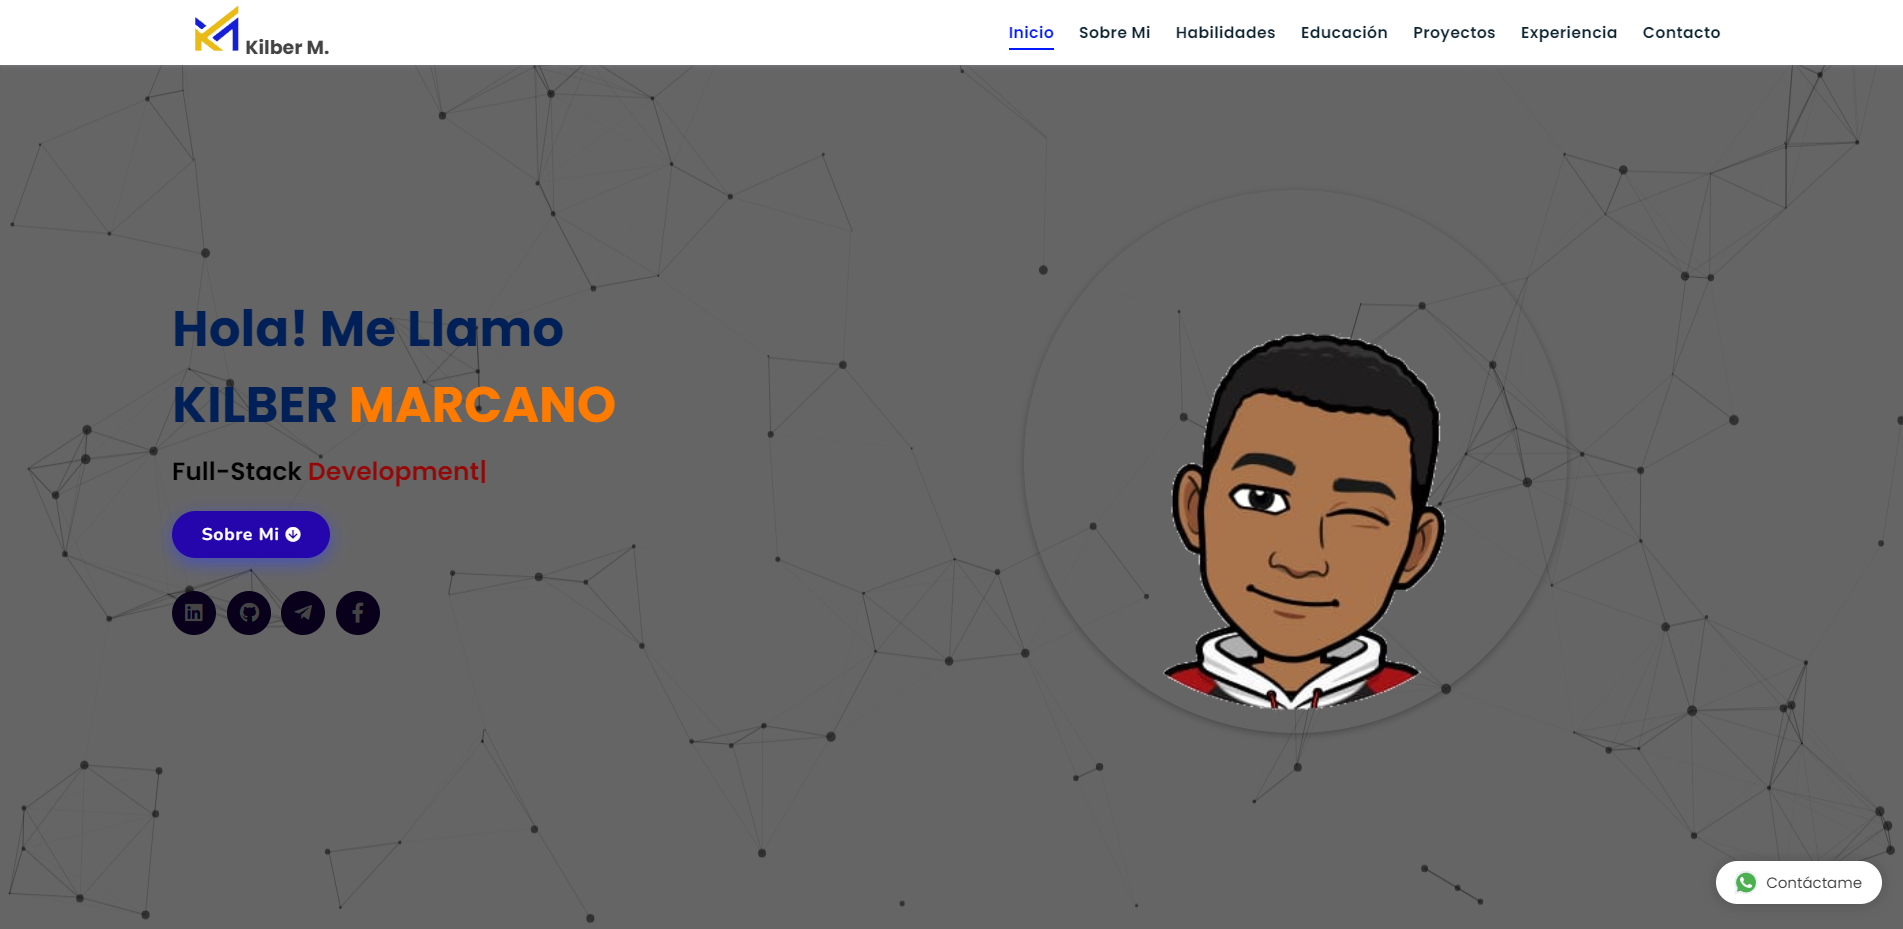 Kilber M.
Inicio
Sobre Mi
Habilidades
Educación
Proyectos
Experiencia
Contacto
Hola! Me Llamo
KILBER MARCANO
Full-Stack Development|
Sobre Mi
Contáctame